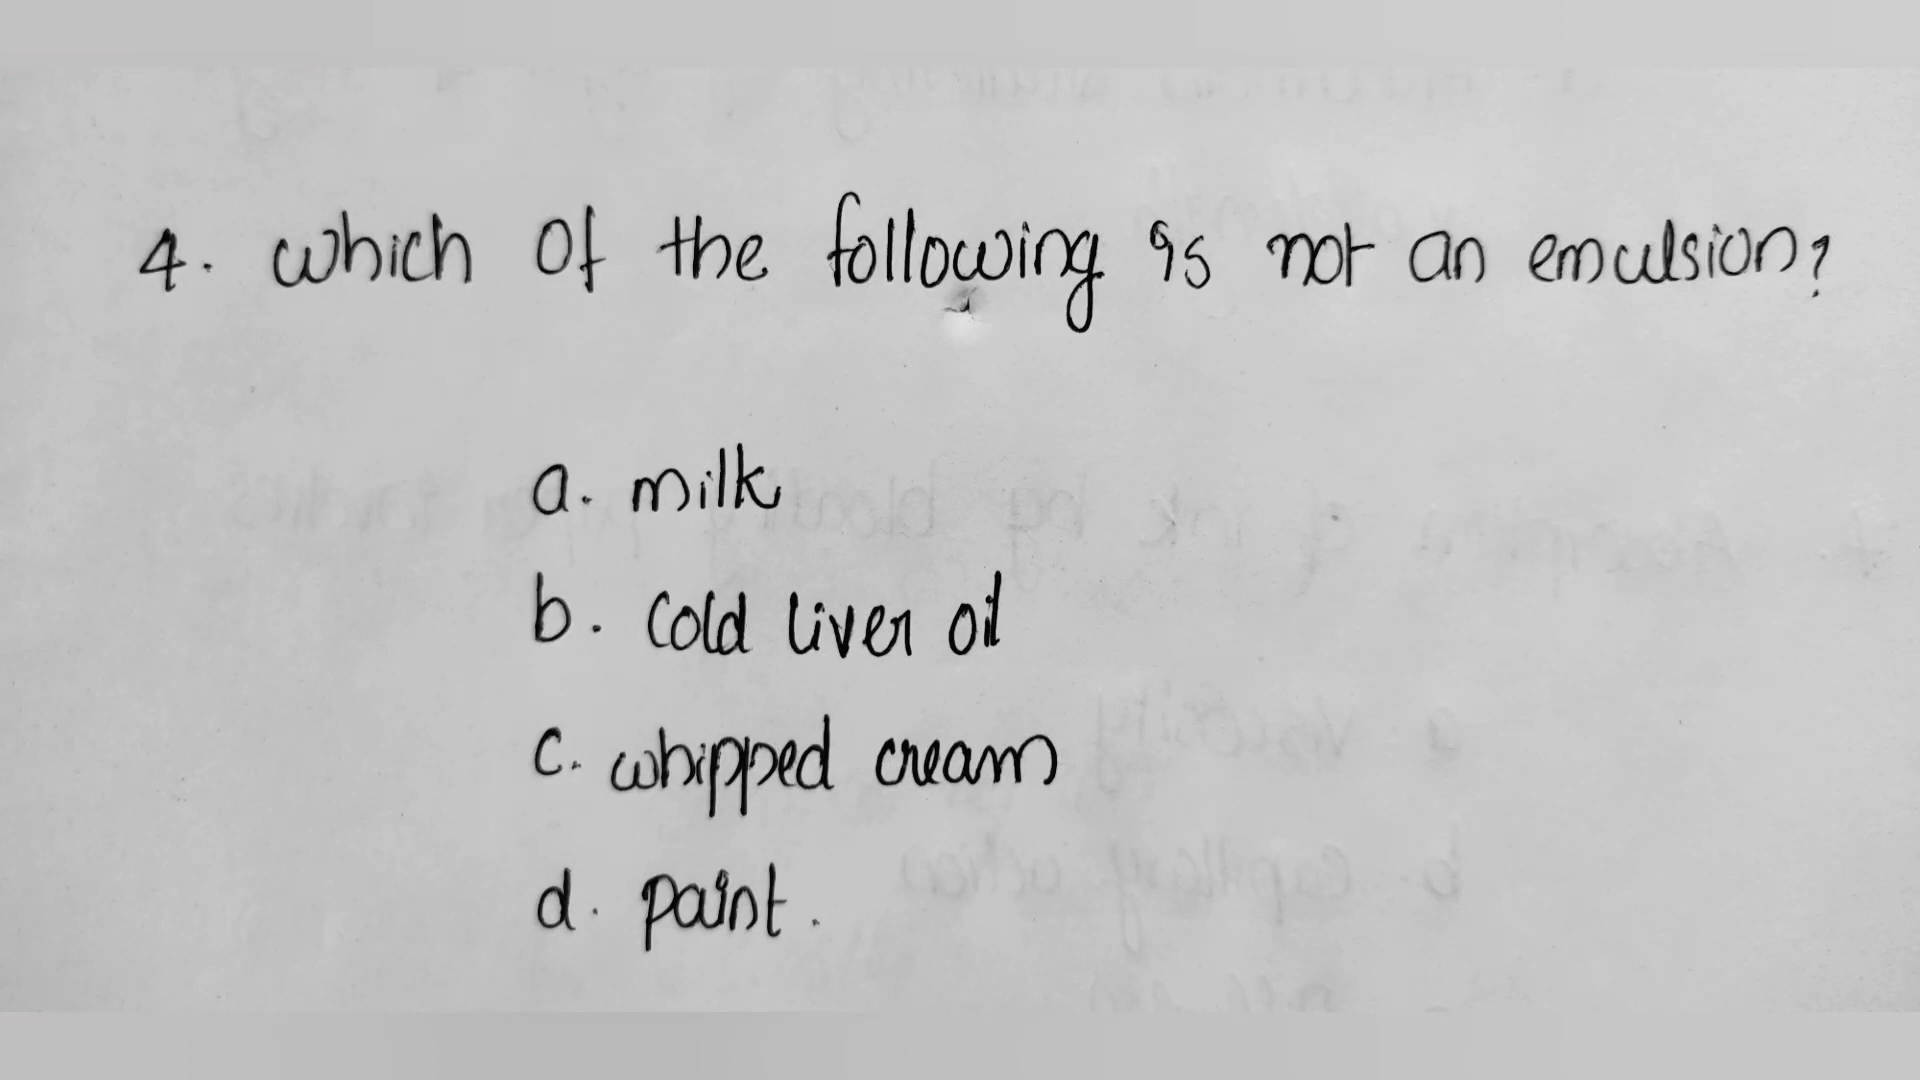 4. which of the following is not an emulsion?
a. milk
b. cold liver oil
c. whipped cream
d. paint.